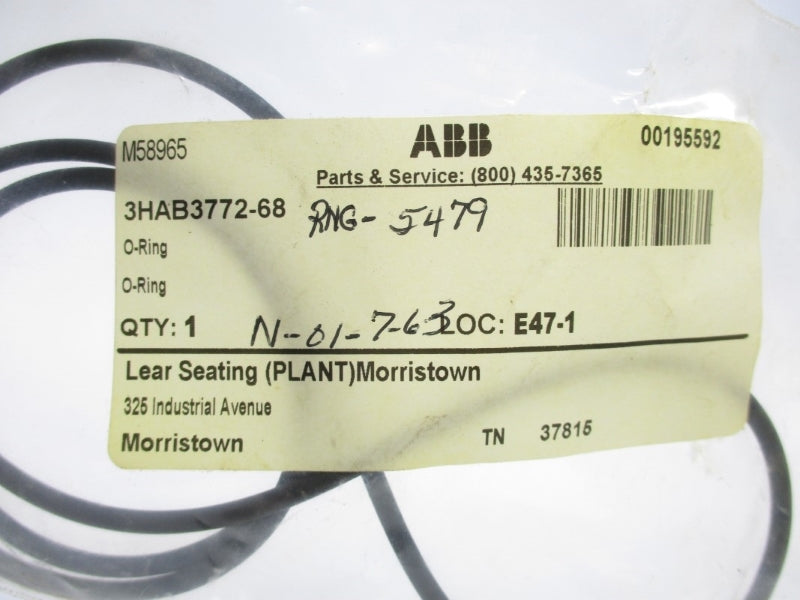 M58965 ABB 00195592
Parts & Service: (800) 435-7365
3HAB3772-68 RNG-5479
O-Ring
O-Ring
QTY: 1 N-01-7-63 LOC: E47-1
Lear Seating (PLANT)Morristown
325 Industrial Avenue
Morristown TN 37815